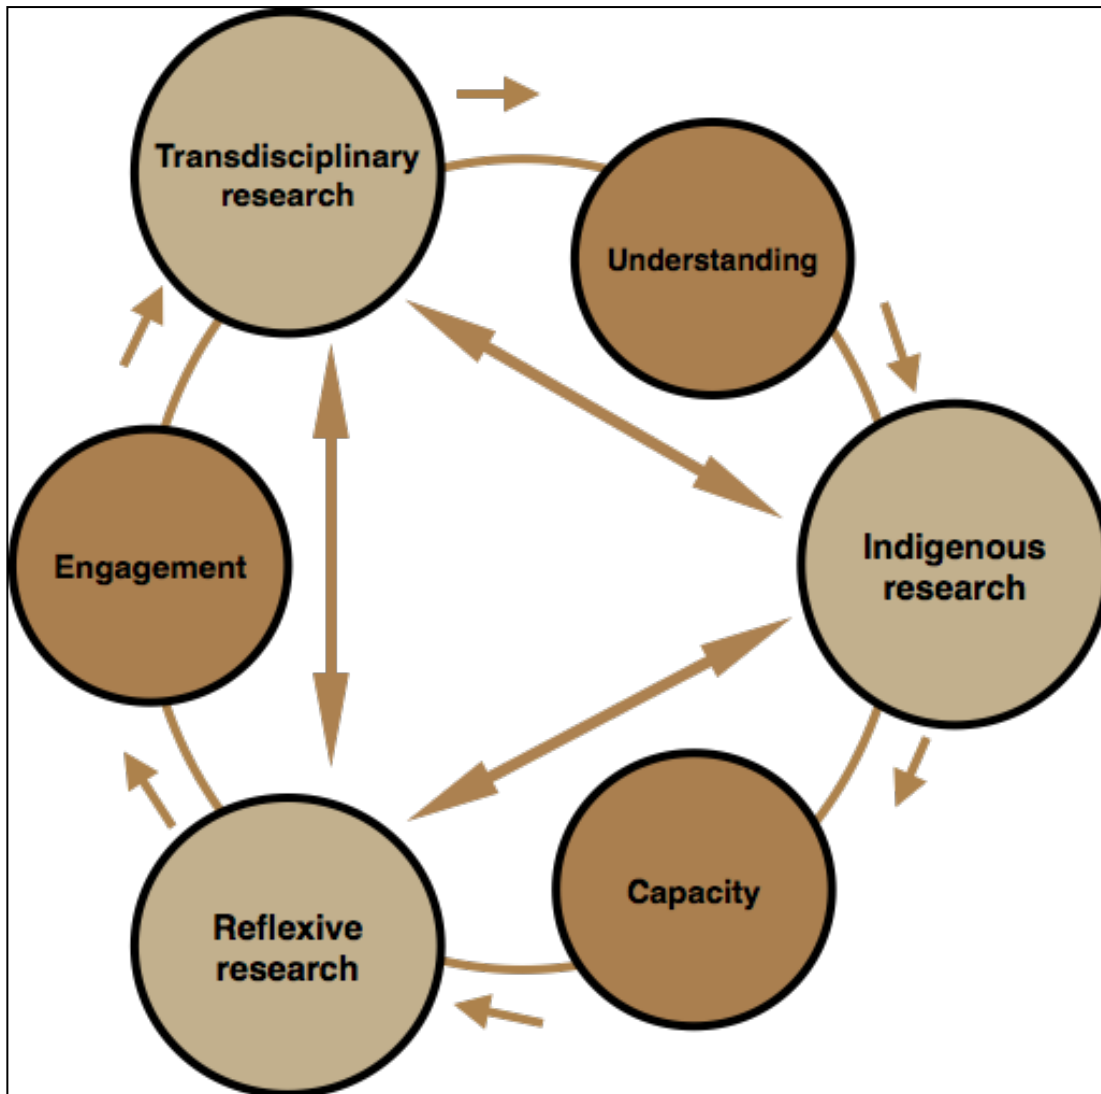 Transdisciplinary
research
Understanding
Indigenous
research
Capacity
Reflexive
research
Engagement